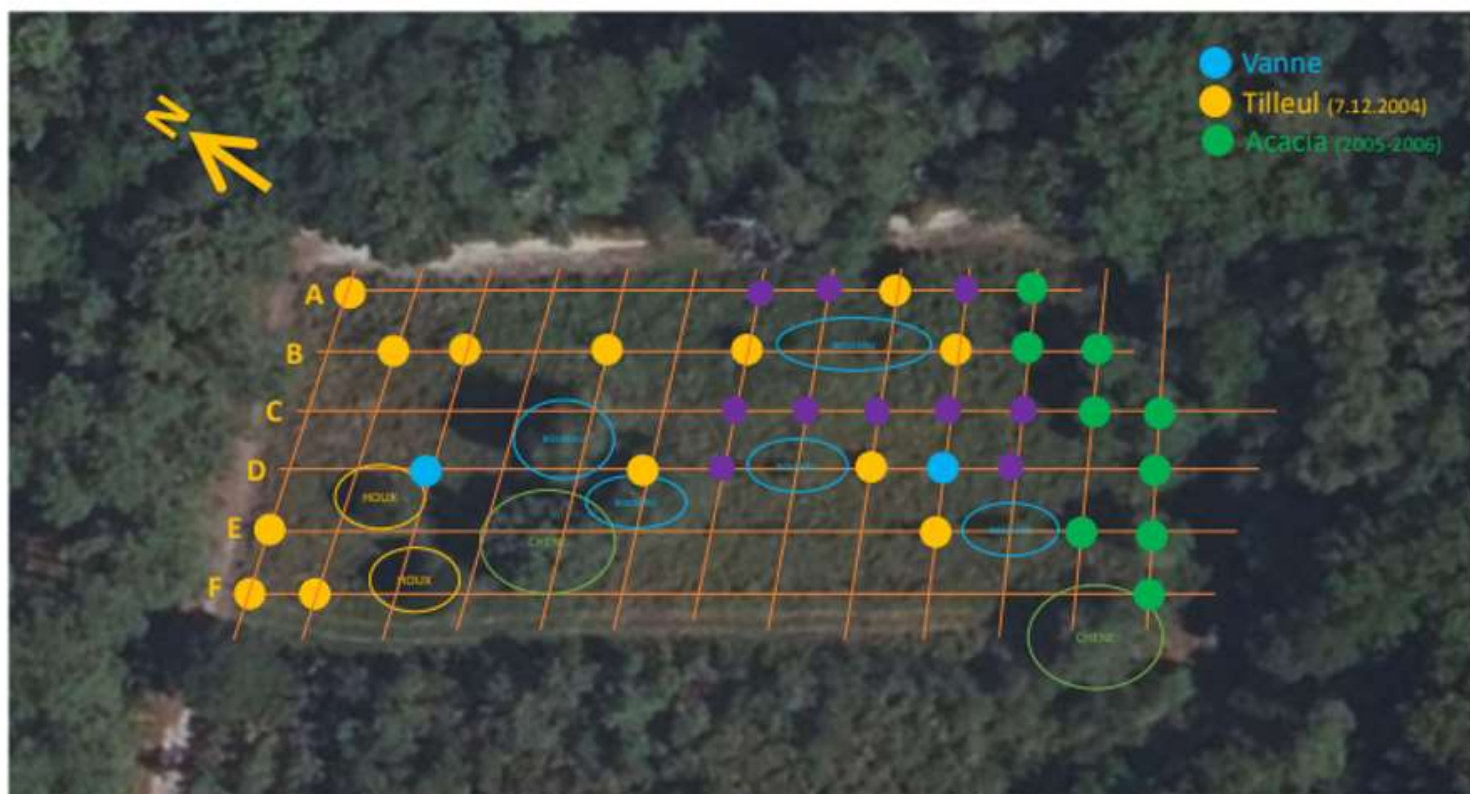 Vanne
N
Tilleul (7.12.2004)
Acacia (2005-2006)
A
B
C
D
HOUX
E
CHENE
HOUX
F
CHENE